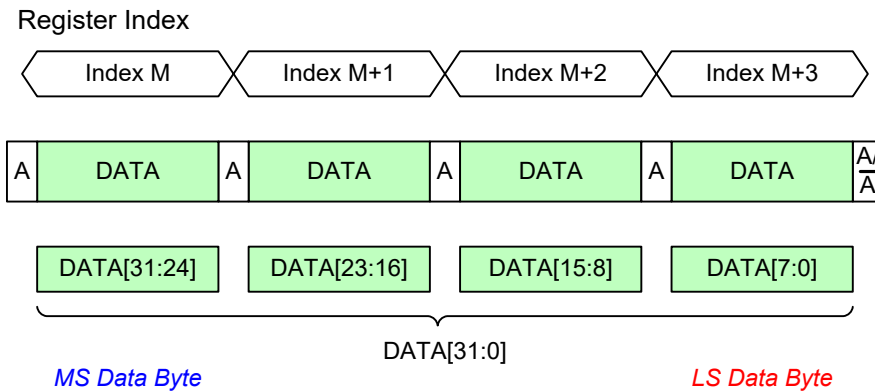 Register Index
Index M Index M+1 Index M+2 Index M+3
A DATA A DATA A DATA A DATA A/
A
DATA[31:24] DATA[23:16] DATA[15:8] DATA[7:0]
DATA[31:0]
MS Data Byte LS Data Byte